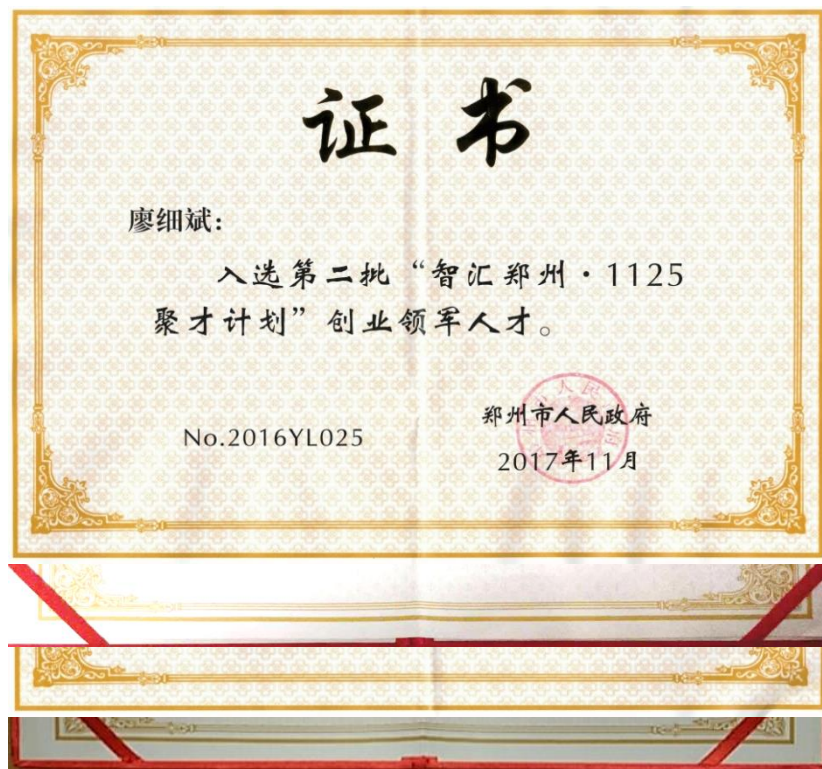 证书
廖细斌:
入选第二批“智汇郑州·1125
聚才计划”创业领军人才。
No.2016YL025
郑州市人民政府
2017年11月